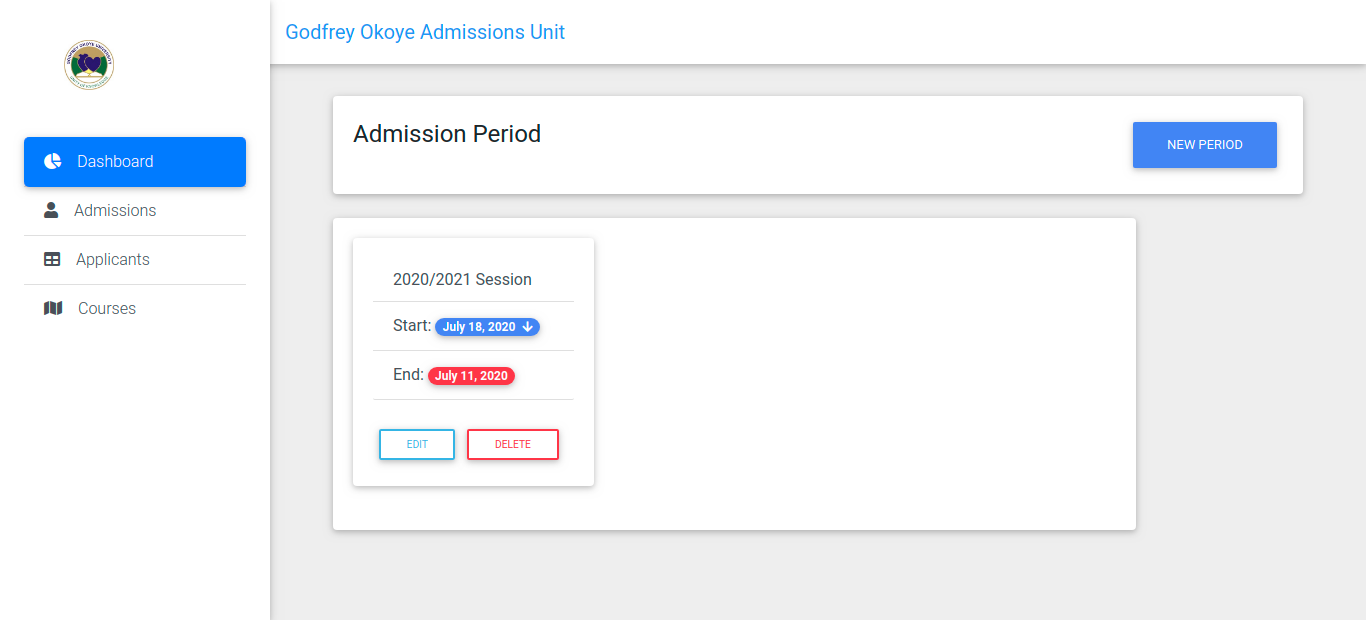 Godfrey Okoye Admissions Unit
Dashboard
Admissions
Applicants
Courses
Admission Period
NEW PERIOD
2020/2021 Session
Start: July 18, 2020
End: July 11, 2020
EDIT DELETE